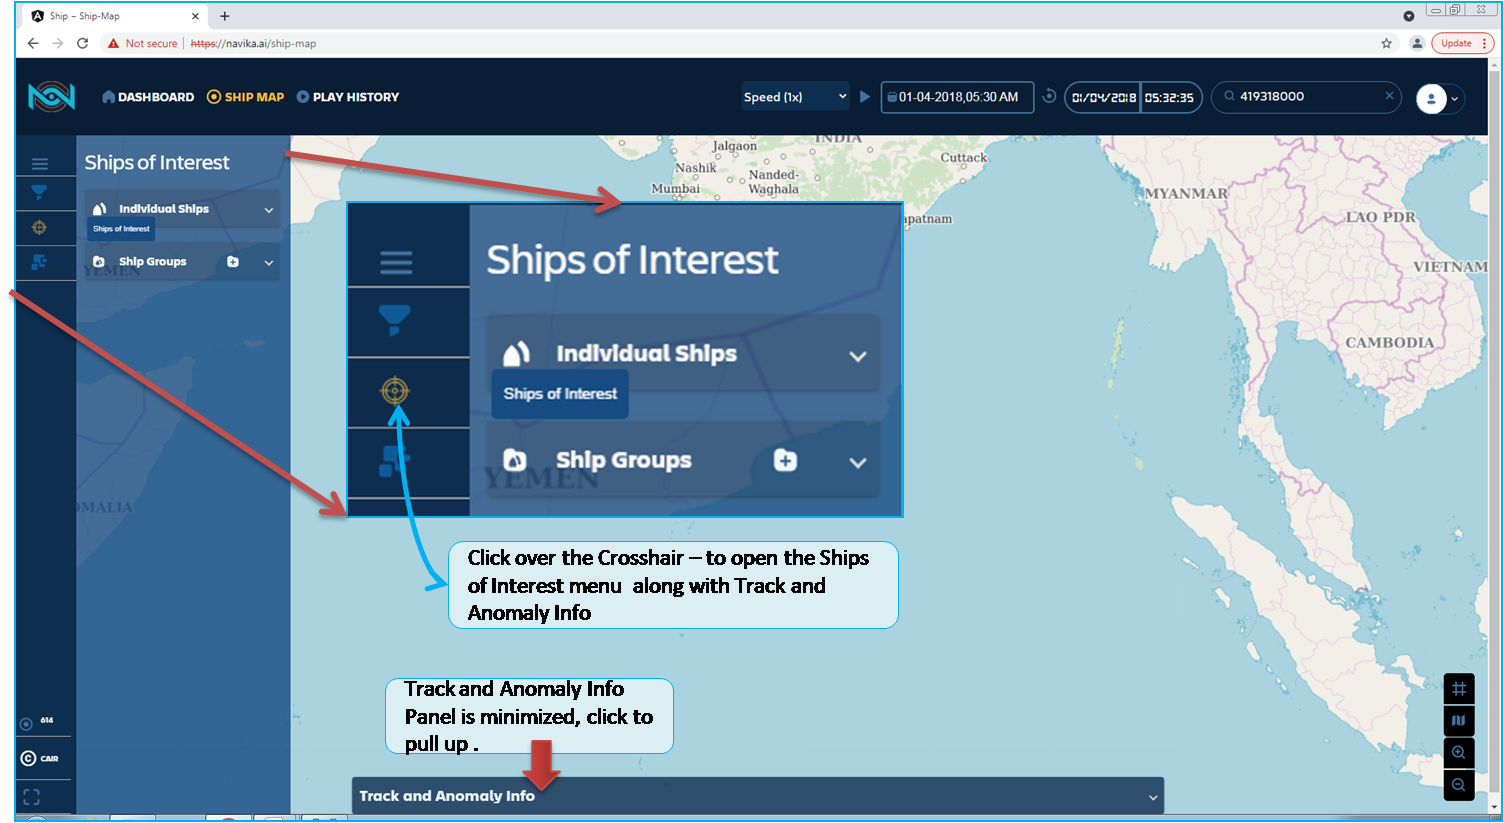 Ship – Ship-Map
Not secure https://navika.ai/ship-map
Update
DASHBOARD SHIP MAP PLAY HISTORY
Speed (1x)
01-04-2018,05:30 AM
01/04/2018 05:32:35
419318000
Ships of Interest
Individual Ships
Ships of Interest
Ship Groups
YEMEN
OMALIA
614
CAIR
Jalgaon
INDIA
Nashik
Cuttack
Nanded-
Waghala
Mumbai
apatnam
MYANMAR
LAO PDR
VIETNAM
CAMBODIA
Ships of Interest
Individual Ships
Ships of Interest
Ship Groups
YEMEN
Click over the Crosshair – to open the Ships
of Interest menu along with Track and
Anomaly Info
Track and Anomaly Info
Panel is minimized, click to
pull up .
Track and Anomaly Info